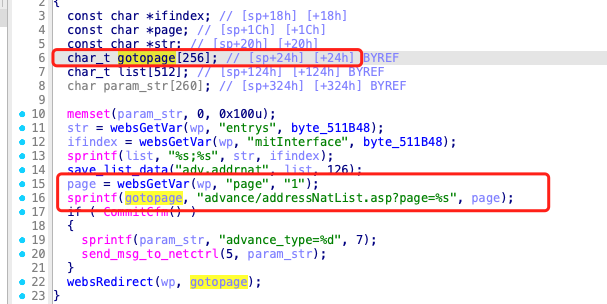 2 {
3 const char *ifindex; // [sp+18h] [+18h]
4 const char *page; // [sp+1Ch] [+1Ch]
5 const char *str; // [sp+20h] [+20h]
6 char_t gotopage[256]; // [sp+24h] [+24h] BYREF
7 char_t list[512]; // [sp+124h] [+124h] BYREF
8 char param_str[260]; // [sp+324h] [+324h] BYREF
9
10 memset(param_str, 0, 0x100u);
11 str = websGetVar(wp, "entrys", byte_511B48);
12 ifindex = websGetVar(wp, "mitInterface", byte_511B48);
13 sprintf(list, "%s;%s", str, ifindex);
14 save_list_data("adv.addrnat", list, 126);
15 page = websGetVar(wp, "page", "1");
16 sprintf(gotopage, "advance/addressNatList.asp?page=%s", page);
17 if ( CommitCfm() )
18 {
19 sprintf(param_str, "advance_type=%d", 7);
20 send_msg_to_netctrl(5, param_str);
21 }
22 websRedirect(wp, gotopage);
23 }